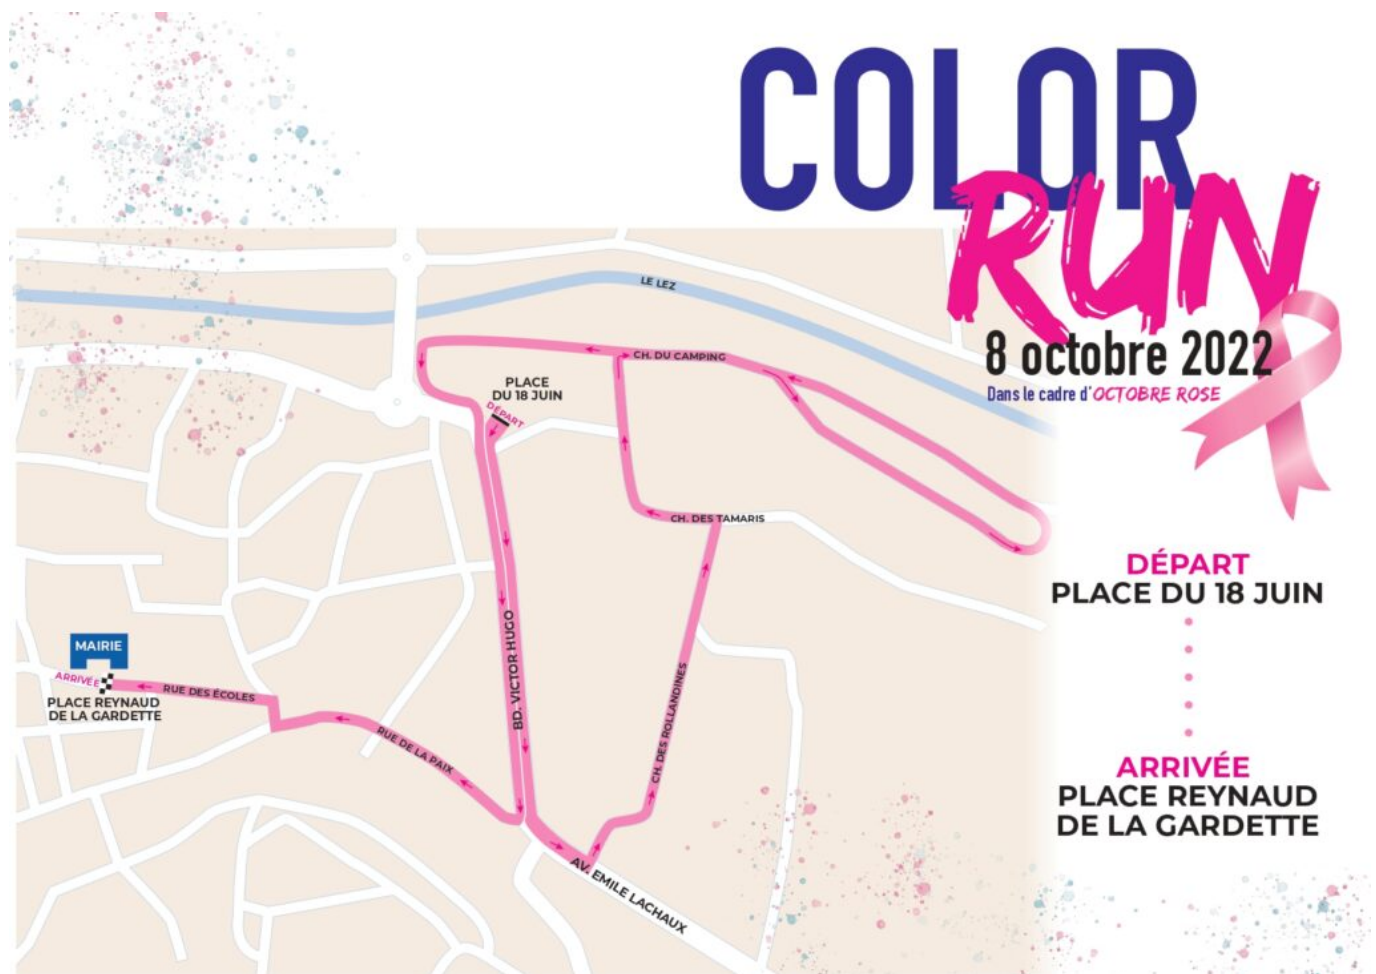 COLOR
RUN
8 octobre 2022
Dans le cadre d'OCTOBRE ROSE
LE LEZ
CH. DU CAMPING
PLACE
DU 18 JUIN
DÉPART
CH. DES TAMARIS
BD. VICTOR HUGO
CH. DES ROLLANDINES
MAIRIE
ARRIVÉE
PLACE REYNAUD
DE LA GARDETTE
RUE DES ÉCOLES
RUE DE LA PAIX
AV. EMILE LACHAUX
DÉPART
PLACE DU 18 JUIN
ARRIVÉE
PLACE REYNAUD
DE LA GARDETTE